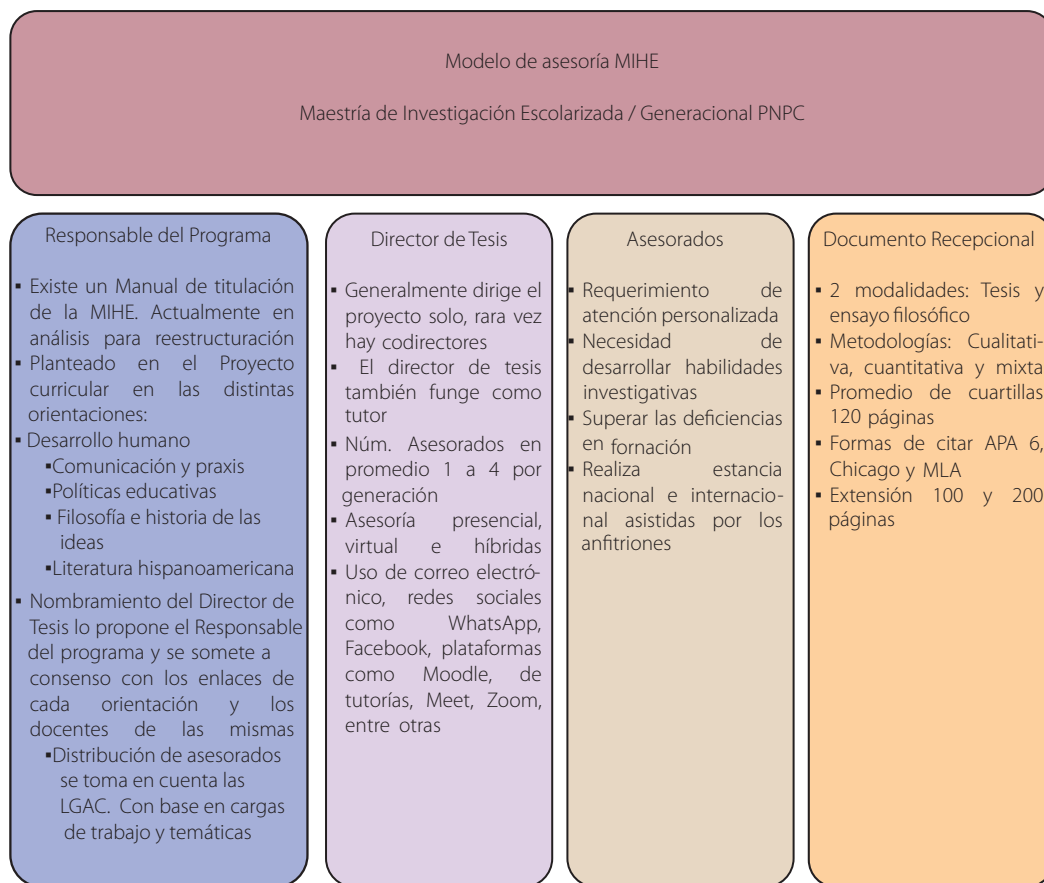 Modelo de asesoría MIHE
Maestría de Investigación Escolarizada / Generacional PNPC
Responsable del Programa
▪ Existe un Manual de titulación
de la MIHE. Actualmente en
análisis para reestructuración
▪ Planteado en el Proyecto
curricular en las distintas
orientaciones:
▪ Desarrollo humano
▪Comunicación y praxis
▪Políticas educativas
▪ Filosofía e historia de las
ideas
▪Literatura hispanoamericana
▪ Nombramiento del Director de
Tesis lo propone el Responsable
del programa y se somete a
consenso con los enlaces de
cada orientación y los
docentes de las mismas
▪Distribución de asesorados
se toma en cuenta las
LGAC. Con base en cargas
de trabajo y temáticas
Director de Tesis
▪ Generalmente dirige el
proyecto solo, rara vez
hay codirectores
▪ El director de tesis
también funge como
tutor
▪ Núm. Asesorados en
promedio 1 a 4 por
generación
▪ Asesoría presencial,
virtual e híbridas
▪ Uso de correo electró-
nico, redes sociales
como WhatsApp,
Facebook, plataformas
como Moodle, de
tutorías, Meet, Zoom,
entre otras
Asesorados
▪ Requerimiento de
atención personalizada
▪ Necesidad de
desarrollar habilidades
investigativas
▪ Superar las deficiencias
en fornación
▪ Realiza estancia
nacional e internacio-
nal asistidas por los
anfitriones
Documento Recepcional
▪ 2 modalidades: Tesis y
ensayo filosófico
▪ Metodologías: Cualitati-
va, cuantitativa y mixta
▪ Promedio de cuartillas
120 páginas
▪ Formas de citar APA 6,
Chicago y MLA
▪ Extensión 100 y 200
páginas